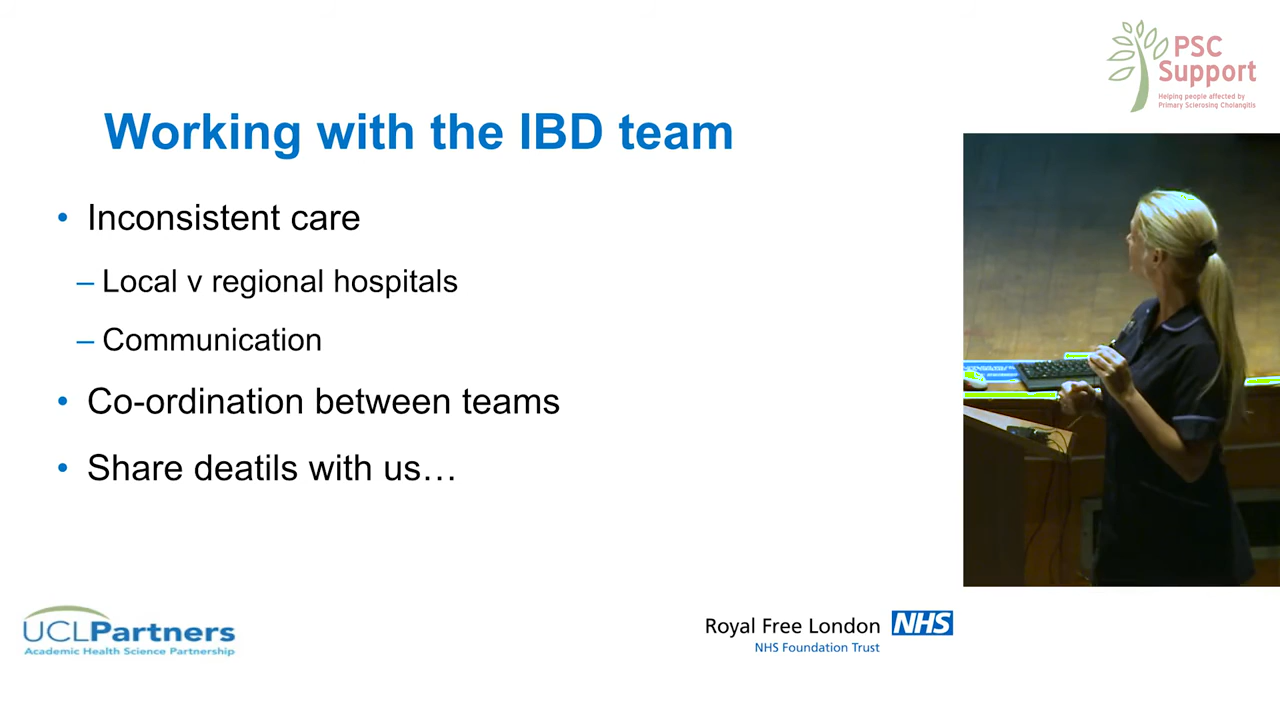 PSC
Support
Helping people affected by
Primary Sclerosing Cholangitis
Working with the IBD team
• Inconsistent care
– Local v regional hospitals
– Communication
• Co-ordination between teams
• Share deatils with us…
UCLPartners
Academic Health Science Partnership
Royal Free London NHS
NHS Foundation Trust